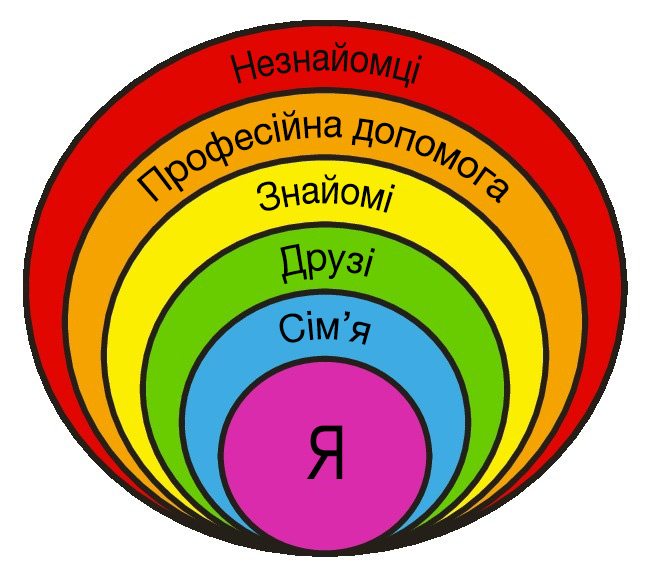 Незнайомці
Професійна допомога
Знайомі
Друзі
Сім’я
Я